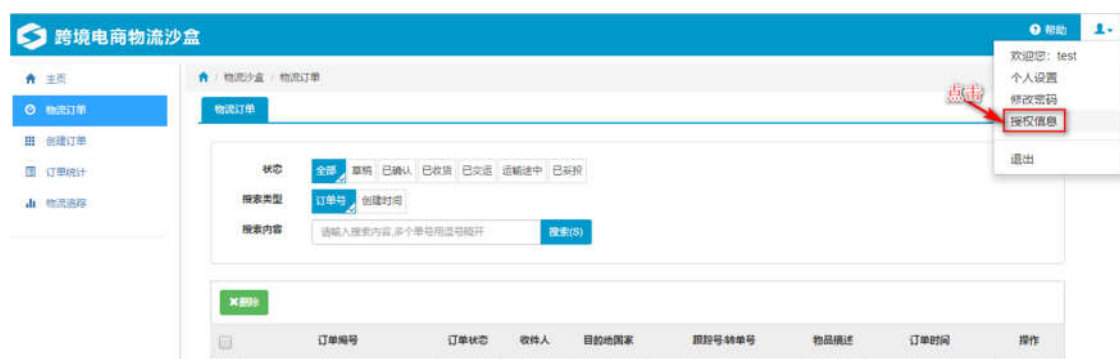 跨境电商物流沙盒
帮助
欢迎您：test
个人设置
修改密码
授权信息
退出
点击
主页
物流订单
创建订单
订单统计
物流追踪
/ 物流沙盒 / 物流订单
物流订单
状态 全部 草稿 已确认 已收货 已交运 运输途中 已妥投
搜索类型 订单号 创建时间
搜索内容 请输入搜索内容,多个单号用逗号隔开 搜索(S)
删除
订单编号 订单状态 收件人 目的地国家 跟踪号/转单号 物品描述 订单时间 操作